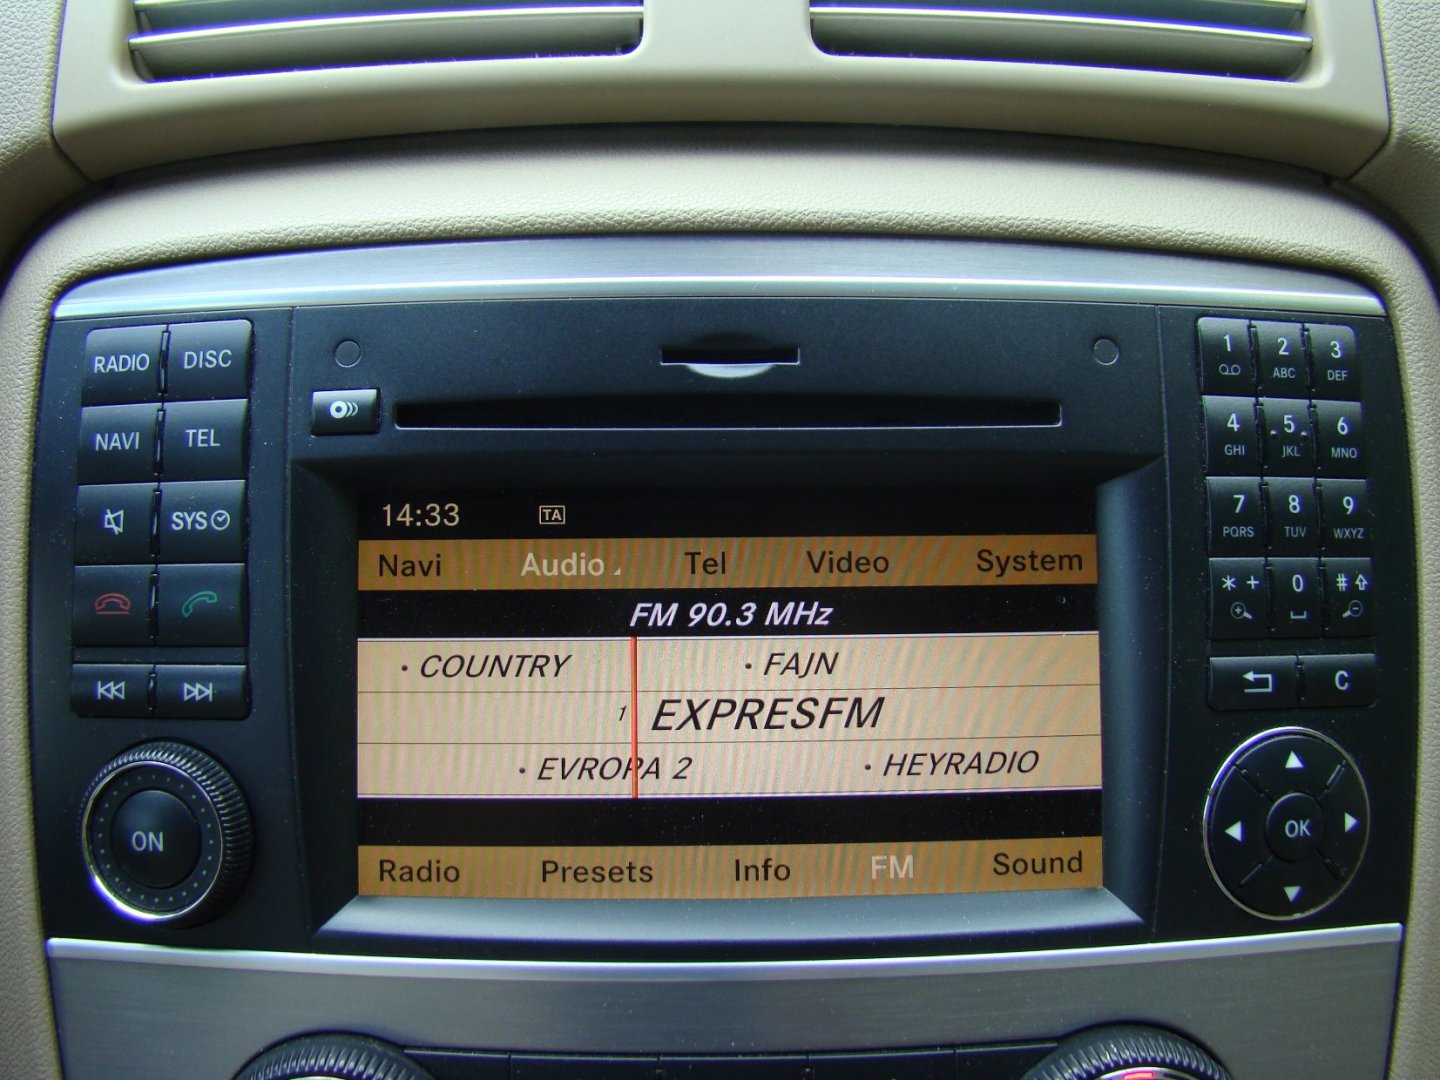 RADIO DISC
NAVI TEL
SYS
ON
14:33 TA
Navi Audio Tel Video System
FM 90.3 MHz
• COUNTRY • FAJN
1 EXPRESFM
• EVROPA 2 • HEYRADIO
Radio Presets Info FM Sound
1 2 3
ABC DEF
4 5 6
GHI JKL MNO
7 8 9
PQRS TUV WXYZ
* + 0 #
C
OK